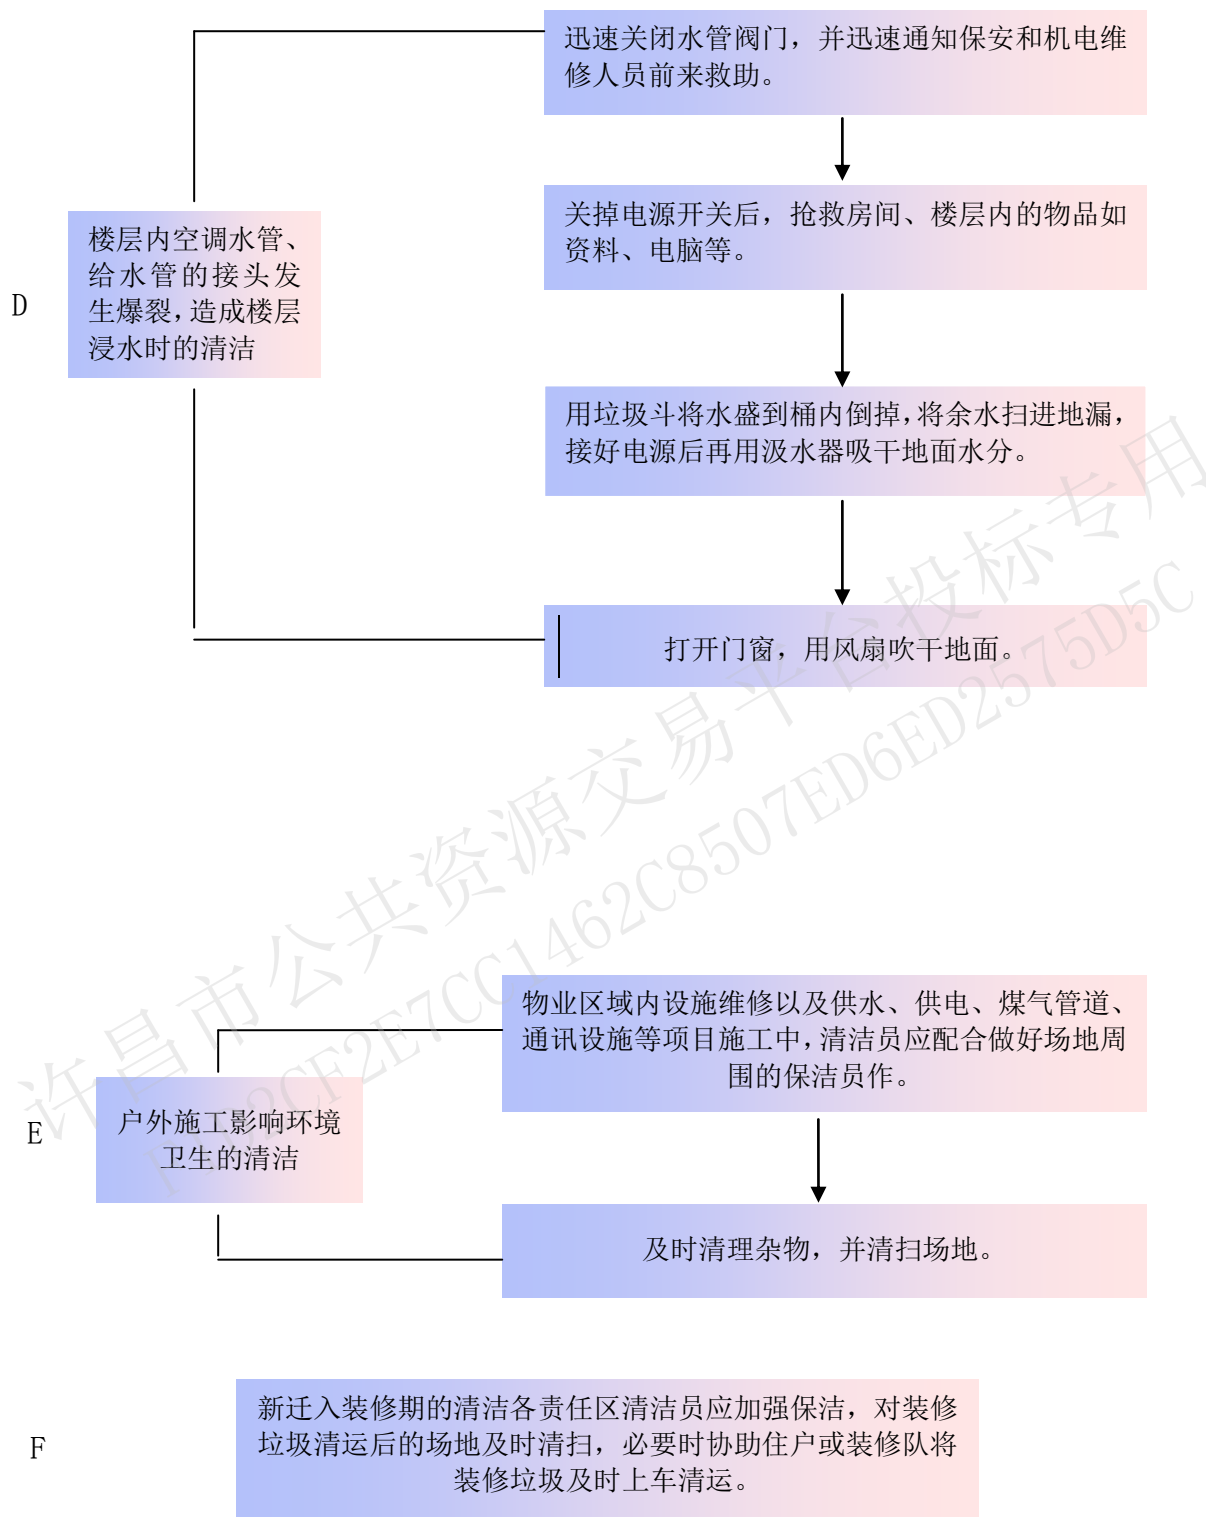 迅速关闭水管阀门，并迅速通知保安和机电维
修人员前来救助。
关掉电源开关后，抢救房间、楼层内的物品如
资料、电脑等。
D
楼层内空调水管、
给水管的接头发
生爆裂，造成楼层
浸水时的清洁
用垃圾斗将水盛到桶内倒掉，将余水扫进地漏，
接好电源后再用汲水器吸干地面水分。
打开门窗，用风扇吹干地面。
许昌市公共资源交易平台投标专用
物业区域内设施维修以及供水、供电、煤气管道、
通讯设施等项目施工中，清洁员应配合做好场地周
围的保洁员作。
E
户外施工影响环境
卫生的清洁
及时清理杂物，并清扫场地。
F
新迁入装修期的清洁各责任区清洁员应加强保洁，对装修
垃圾清运后的场地及时清扫，必要时协助住户或装修队将
装修垃圾及时上车清运。